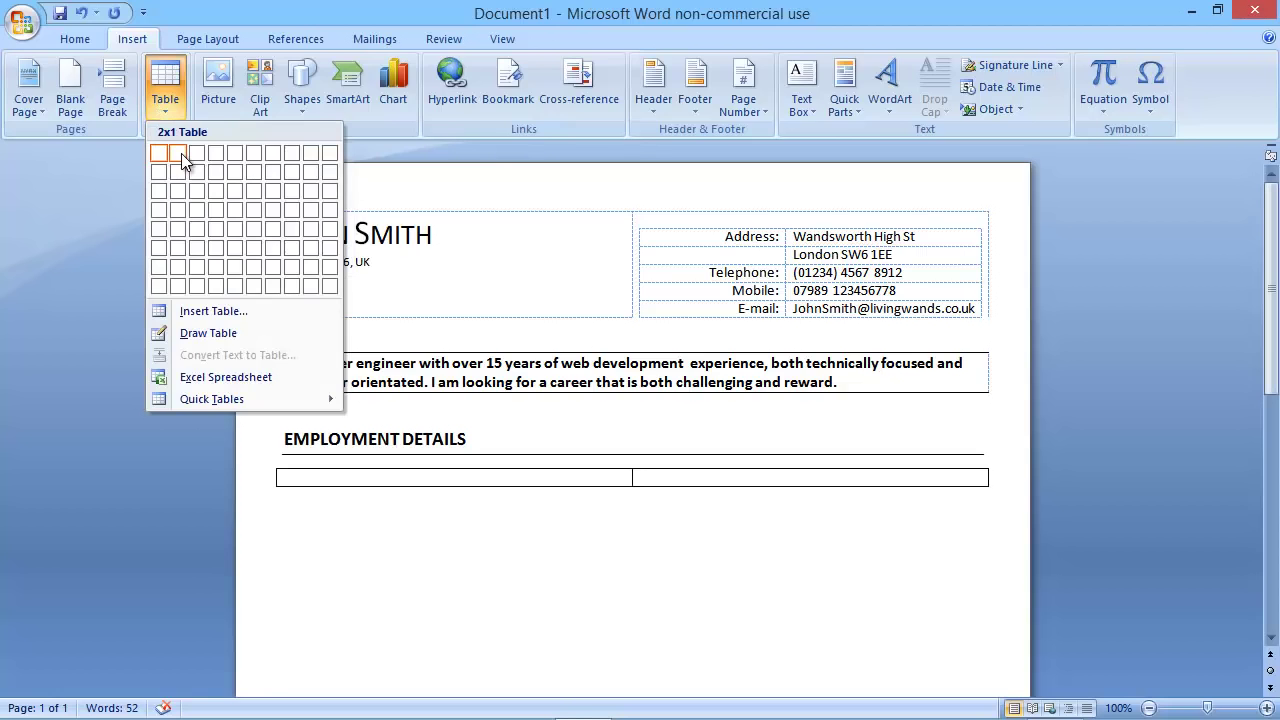 Document1 - Microsoft Word non-commercial use
Home Insert Page Layout References Mailings Review View
Cover Page Blank Page Page Break Table Picture Clip Art Shapes SmartArt Chart Hyperlink Bookmark Cross-reference Header Footer Page Number Text Box Quick Parts WordArt Drop Cap Signature Line Date & Time Object Equation Symbol
Pages Links Header & Footer Text Symbols
2x1 Table
Insert Table...
Draw Table
Convert Text to Table...
Excel Spreadsheet
Quick Tables
SMITH
6, UK
Address: Wandsworth High St
London SW6 1EE
Telephone: (01234) 4567 8912
Mobile: 07989 123456778
E-mail: JohnSmith@livingwands.co.uk
er engineer with over 15 years of web development experience, both technically focused and
r orientated. I am looking for a career that is both challenging and reward.
EMPLOYMENT DETAILS
Page: 1 of 1 Words: 52 100%